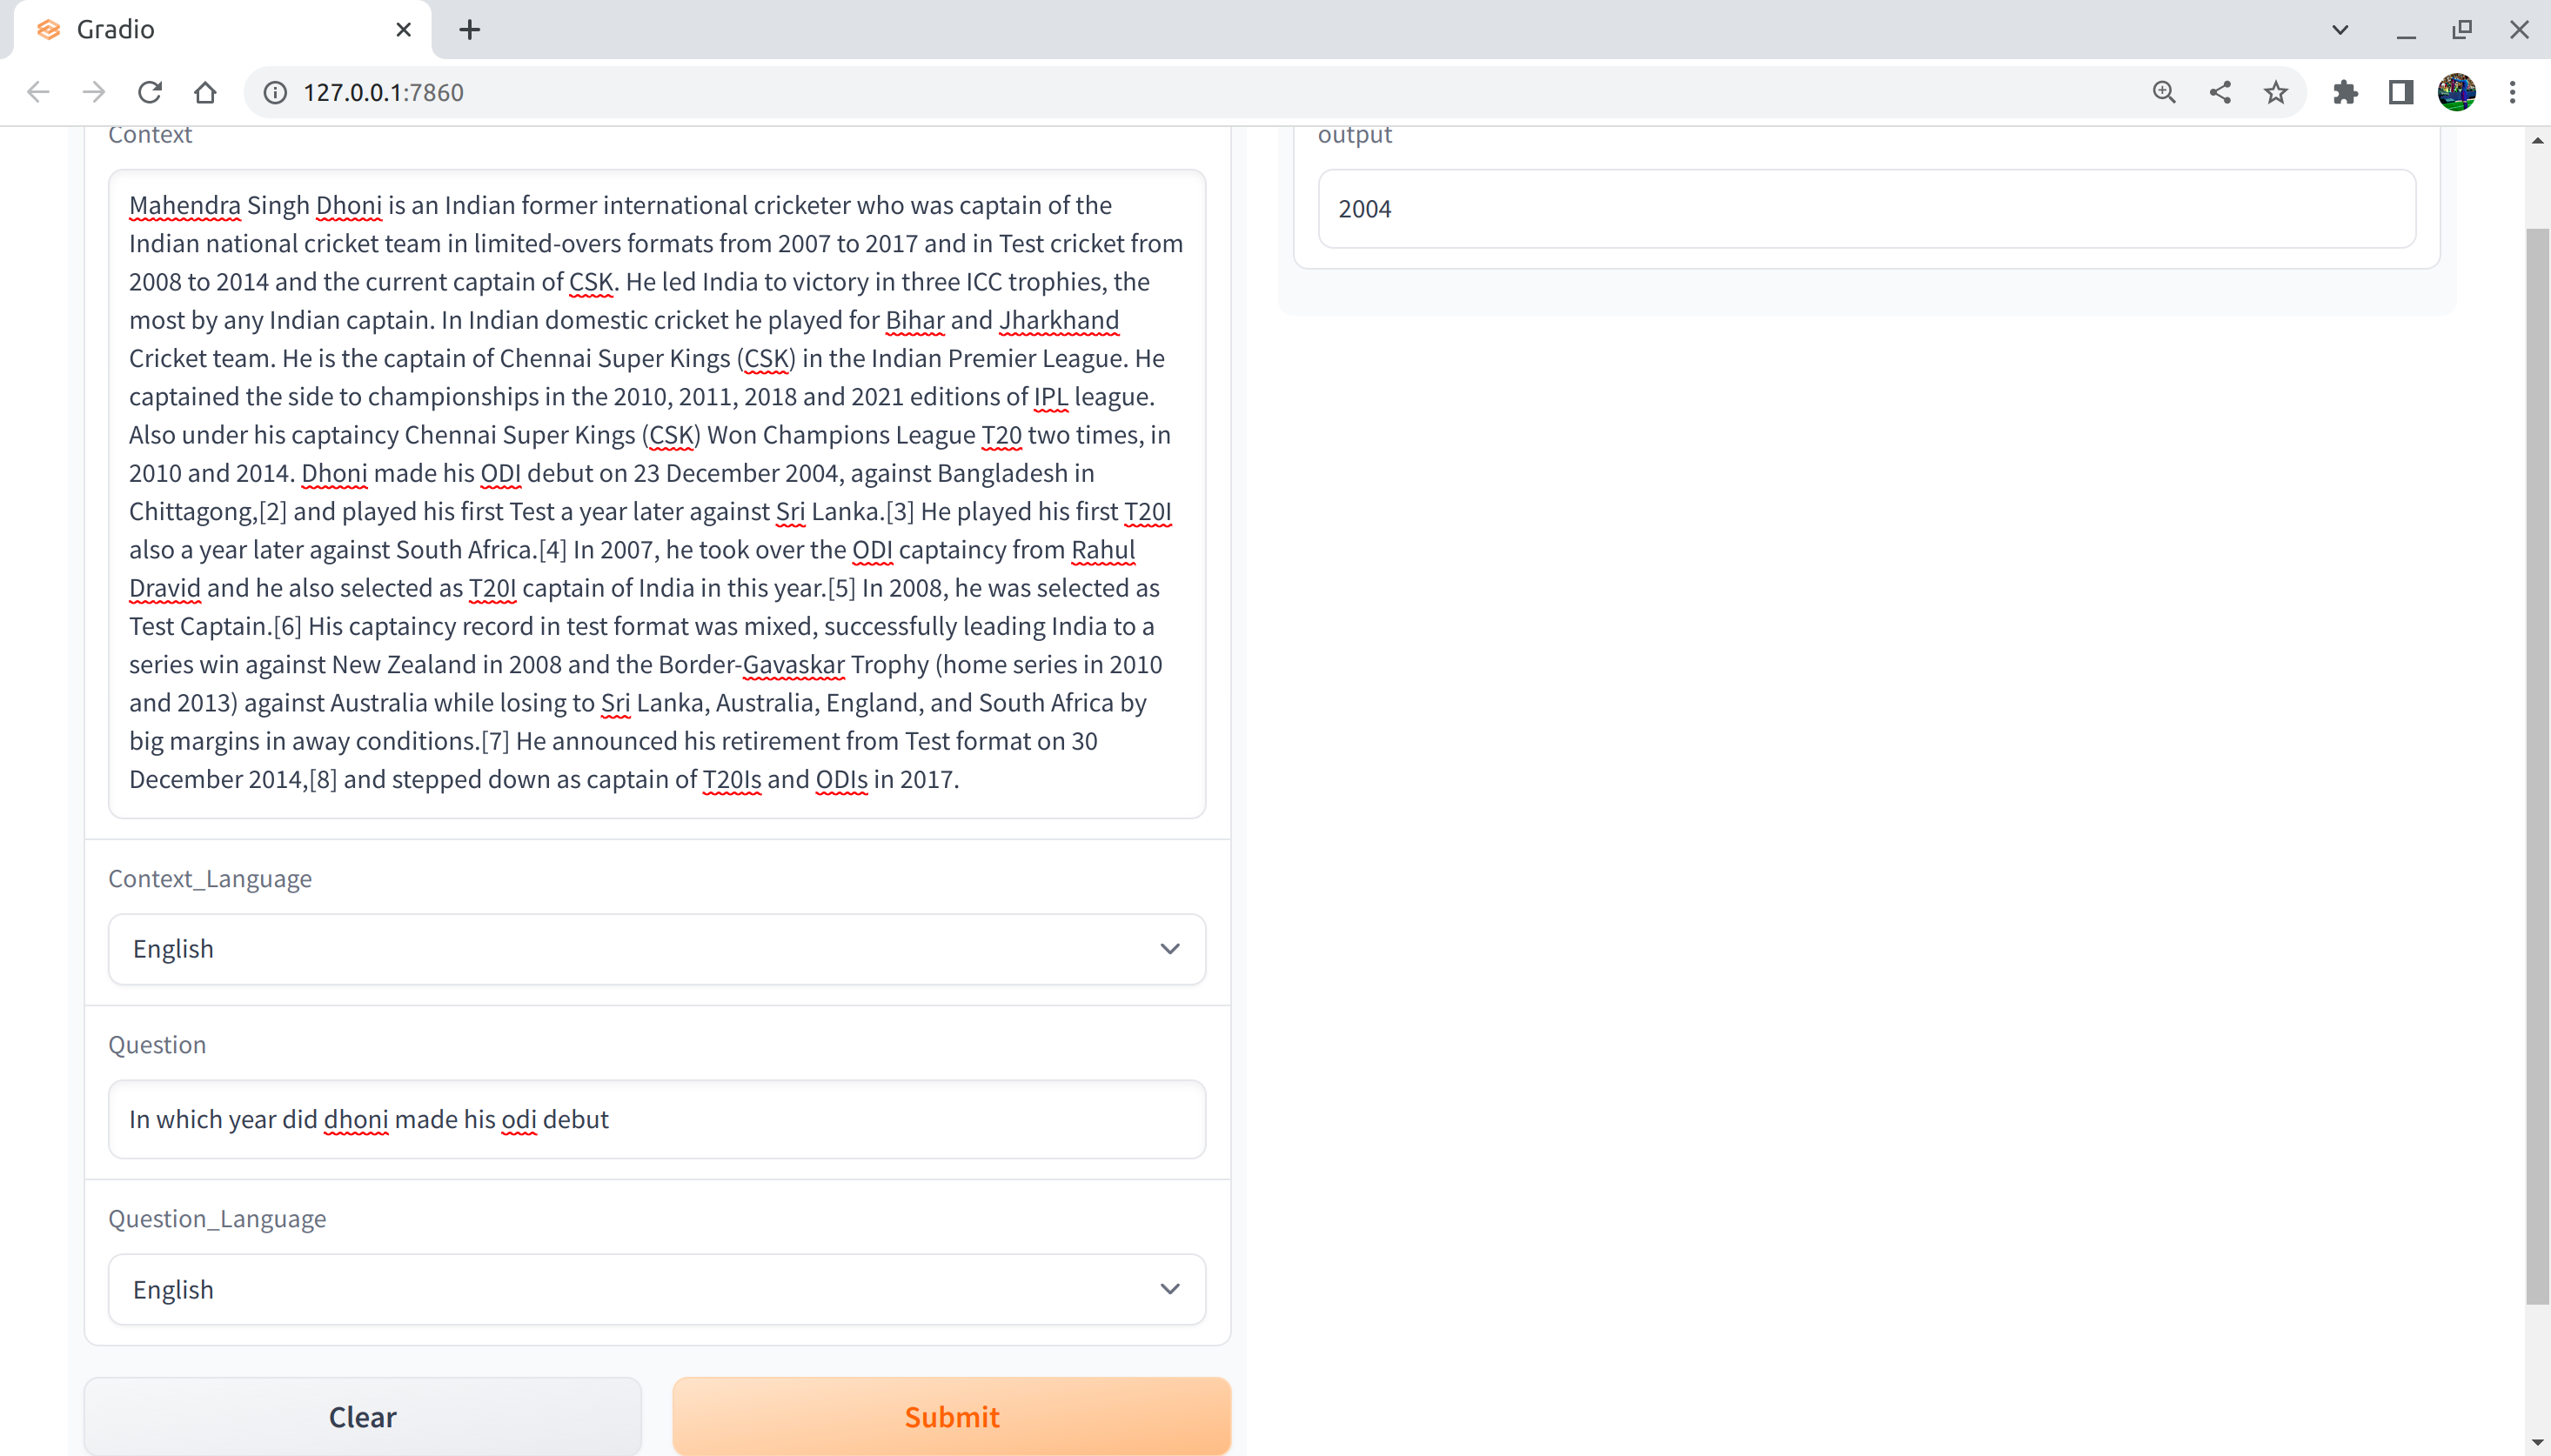 Gradio
127.0.0.1:7860
Context
Mahendra Singh Dhoni is an Indian former international cricketer who was captain of the
Indian national cricket team in limited-overs formats from 2007 to 2017 and in Test cricket from
2008 to 2014 and the current captain of CSK. He led India to victory in three ICC trophies, the
most by any Indian captain. In Indian domestic cricket he played for Bihar and Jharkhand
Cricket team. He is the captain of Chennai Super Kings (CSK) in the Indian Premier League. He
captained the side to championships in the 2010, 2011, 2018 and 2021 editions of IPL league.
Also under his captaincy Chennai Super Kings (CSK) Won Champions League T20 two times, in
2010 and 2014. Dhoni made his ODI debut on 23 December 2004, against Bangladesh in
Chittagong,[2] and played his first Test a year later against Sri Lanka.[3] He played his first T20I
also a year later against South Africa.[4] In 2007, he took over the ODI captaincy from Rahul
Dravid and he also selected as T20I captain of India in this year.[5] In 2008, he was selected as
Test Captain.[6] His captaincy record in test format was mixed, successfully leading India to a
series win against New Zealand in 2008 and the Border-Gavaskar Trophy (home series in 2010
and 2013) against Australia while losing to Sri Lanka, Australia, England, and South Africa by
big margins in away conditions.[7] He announced his retirement from Test format on 30
December 2014,[8] and stepped down as captain of T20Is and ODIs in 2017.
Context_Language
English
Question
In which year did dhoni made his odi debut
Question_Language
English
Clear
Submit
output
2004